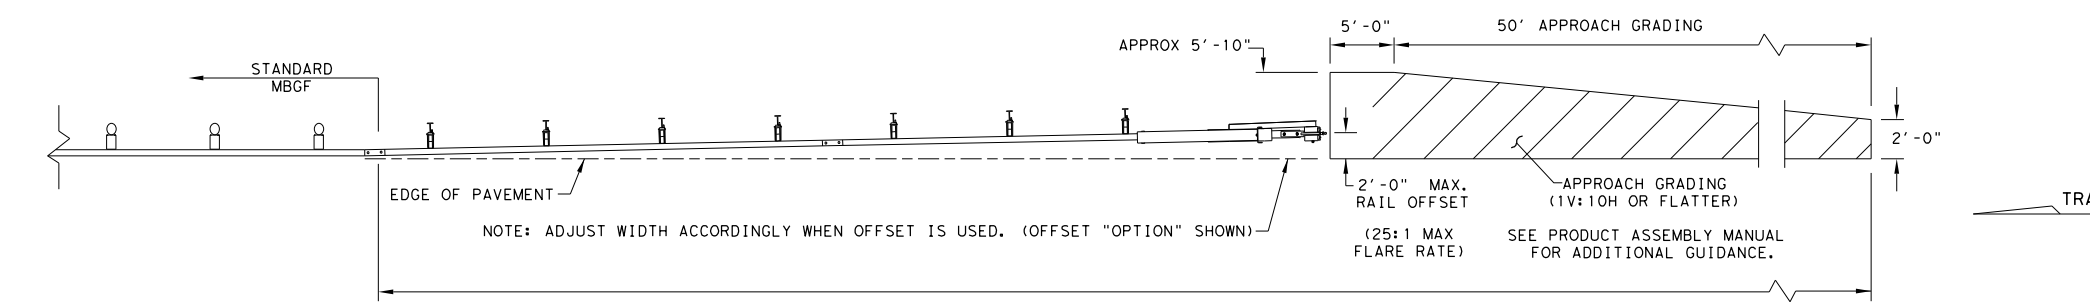 5'-0"
50' APPROACH GRADING
APPROX 5'-10"
STANDARD
MBGF
2'-0"
EDGE OF PAVEMENT
2'-0" MAX.
RAIL OFFSET
(25:1 MAX
FLARE RATE)
APPROACH GRADING
(1V:10H OR FLATTER)
SEE PRODUCT ASSEMBLY MANUAL
FOR ADDITIONAL GUIDANCE.
NOTE: ADJUST WIDTH ACCORDINGLY WHEN OFFSET IS USED. (OFFSET "OPTION" SHOWN)
TRA